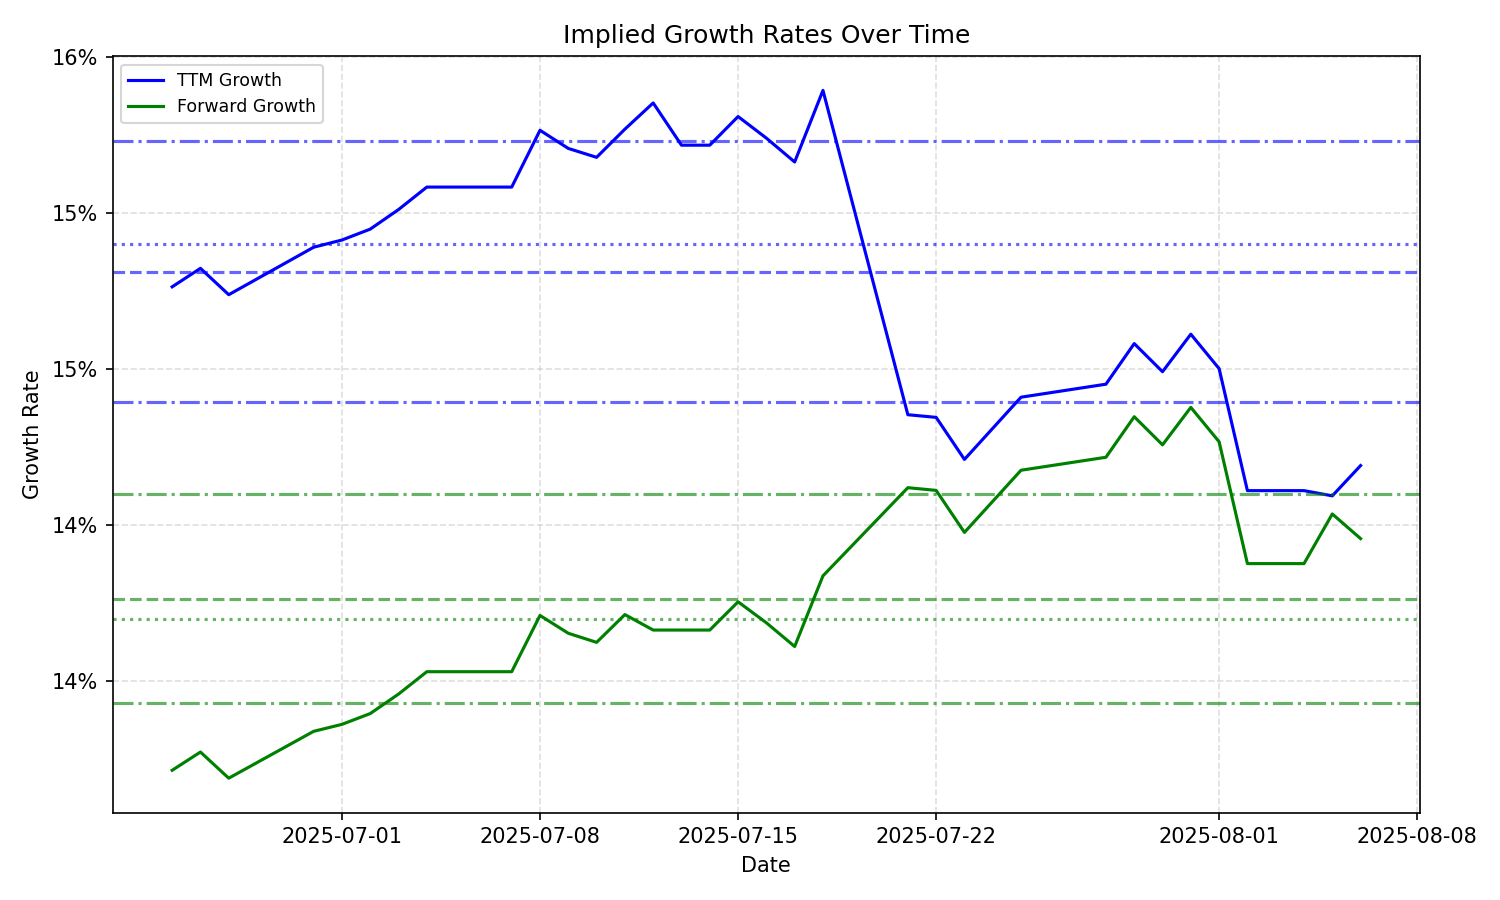 Implied Growth Rates Over Time
TTM Growth
Forward Growth
16%
15%
15%
14%
14%
Growth Rate
2025-07-01
2025-07-08
2025-07-15
2025-07-22
2025-08-01
2025-08-08
Date